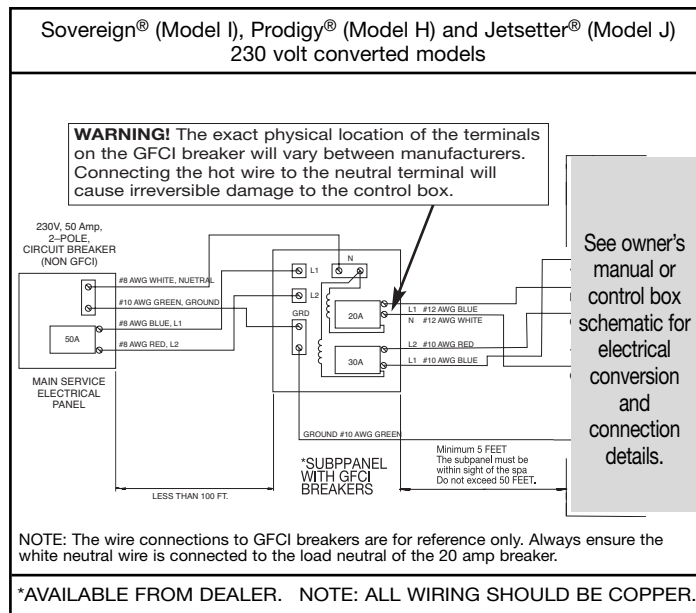 Sovereign® (Model I), Prodigy® (Model H) and Jetsetter® (Model J)
230 volt converted models
WARNING! The exact physical location of the terminals
on the GFCI breaker will vary between manufacturers.
Connecting the hot wire to the neutral terminal will
cause irreversible damage to the control box.
230V, 50 Amp,
2–POLE,
CIRCUIT BREAKER
(NON GFCI)
#8 AWG WHITE, NUETRAL
#10 AWG GREEN, GROUND
#8 AWG BLUE, L1
#8 AWG RED, L2
50A
MAIN SERVICE
ELECTRICAL
PANEL
N
L1
L2
GRD
20A
30A
L1 #12 AWG BLUE
N #12 AWG WHITE
L2 #10 AWG RED
L1 #10 AWG BLUE
GROUND #10 AWG GREEN
*SUBPPANEL
WITH GFCI
BREAKERS
LESS THAN 100 FT.
Minimum 5 FEET
The subpanel must be
within sight of the spa
Do not exceed 50 FEET.
See owner's
manual or
control box
schematic for
electrical
conversion
and
connection
details.
NOTE: The wire connections to GFCI breakers are for reference only. Always ensure the
white neutral wire is connected to the load neutral of the 20 amp breaker.
*AVAILABLE FROM DEALER. NOTE: ALL WIRING SHOULD BE COPPER.